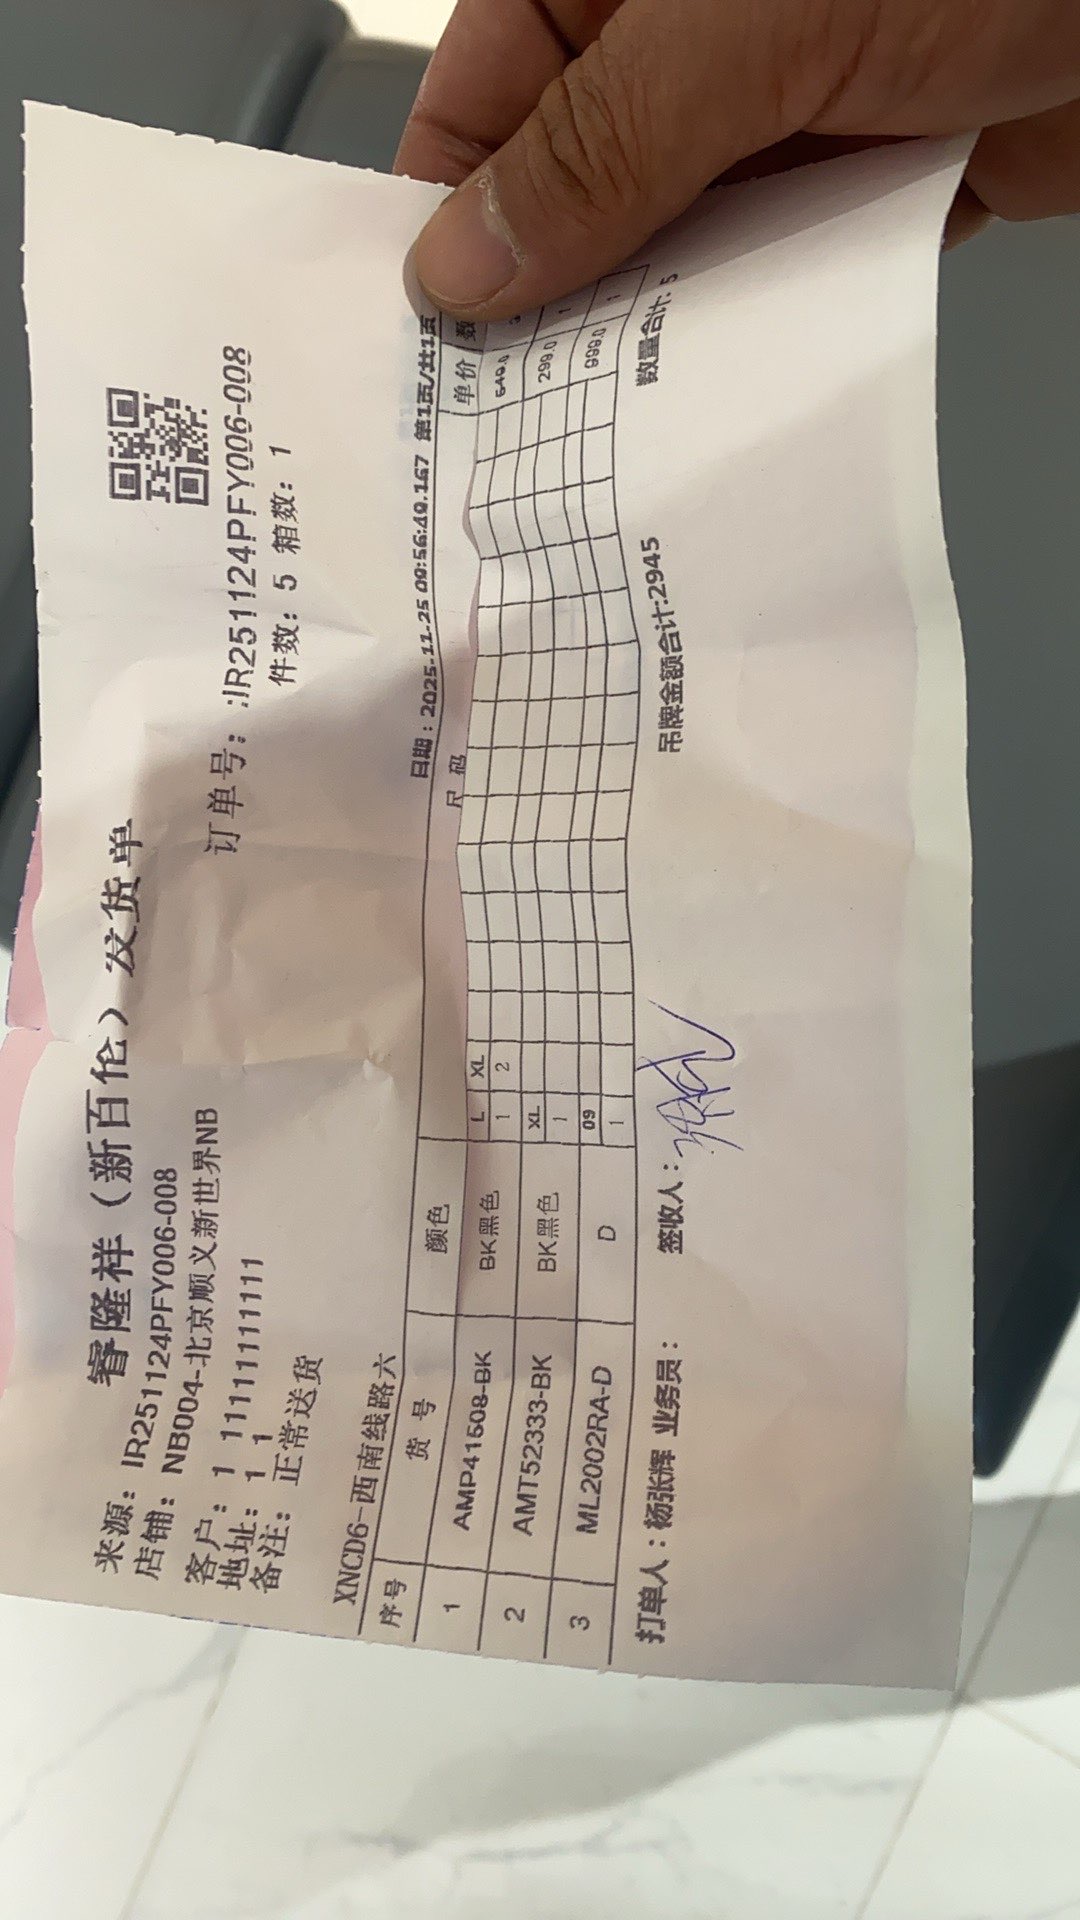 睿隆祥（新百伦）发货单
来源：IR251124PFY006-008
店铺：NB004-北京顺义新世界NB
订单号：:IR251124PFY006-008
客户：1 11111111111
件数：5 箱数：1
地址：1 1
备注：正常送货
XNCD6-西南线路六 日期：2025-11-25 09:56:49.167 第1页/共1页
序号 货 号 颜色 尺 码 单价 数
1 AMP41508-BK BK黑色 L XL 649.0
1 2
2 AMT52333-BK BK黑色 XL 299.0 1
1
3 ML2002RA-D D 09 999.0 1
1
打单人：杨张辉 业务员： 签收人： 吊牌金额合计:2945 数量合计: 5